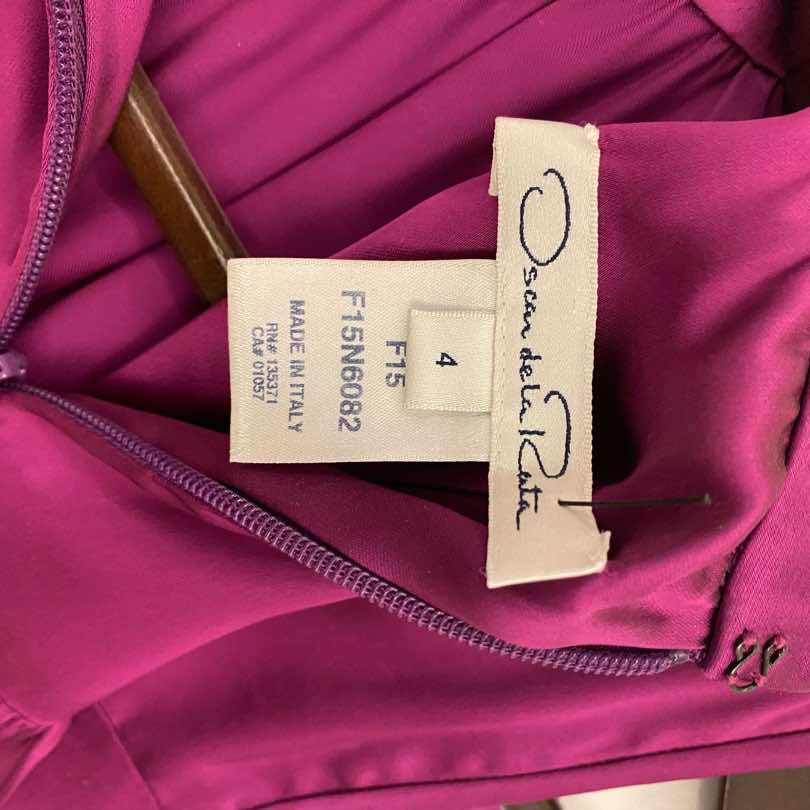 Oscar de la Renta
4
F15
F15N6082
MADE IN ITALY
RN# 135371
CA# 01057